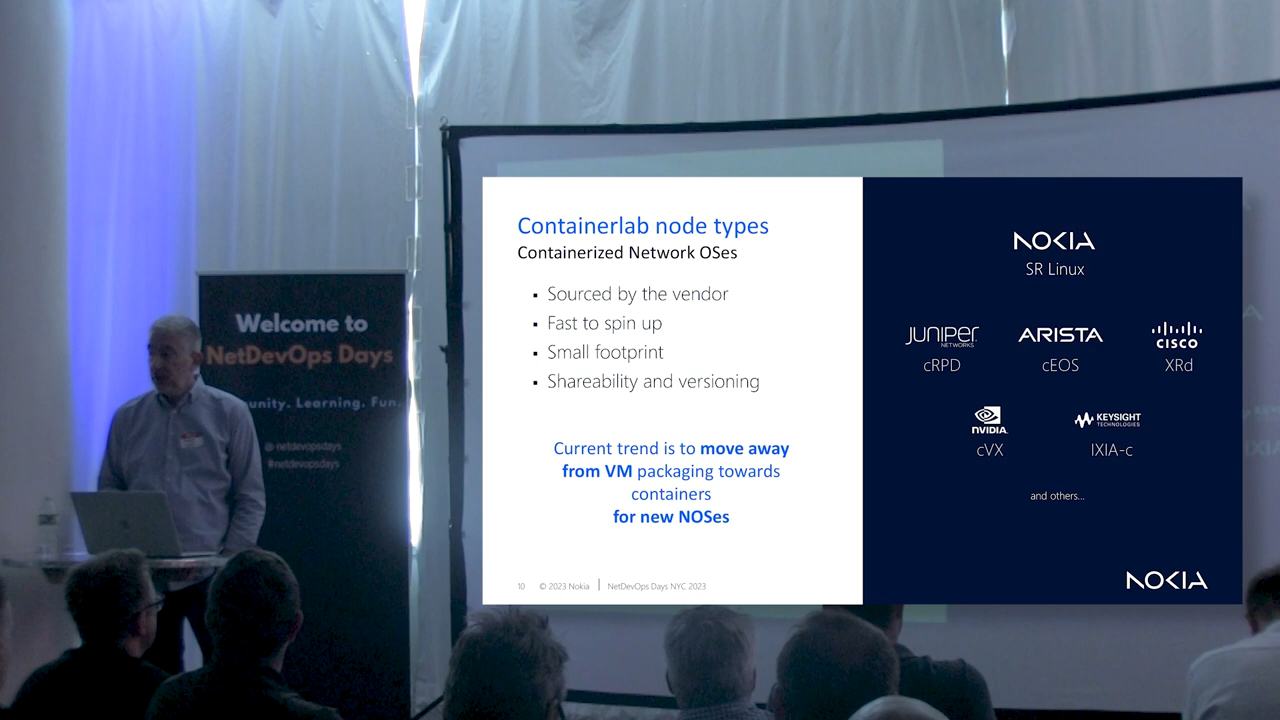 Welcome to
NetDevOps Days
unity. Learning. Fun.
@netdevopsdays
#netdevopsdays
Containerlab node types
Containerized Network OSes
▪ Sourced by the vendor
▪ Fast to spin up
▪ Small footprint
▪ Shareability and versioning
Current trend is to move away
from VM packaging towards
containers
for new NOSes
10 © 2023 Nokia | NetDevOps Days NYC 2023
NOKIA
SR Linux
JUNIPER
NETWORKS
cRPD
ARISTA
cEOS
CISCO
XRd
NVIDIA.
cVX
KEYSIGHT
TECHNOLOGIES
IXIA-c
and others...
NOKIA